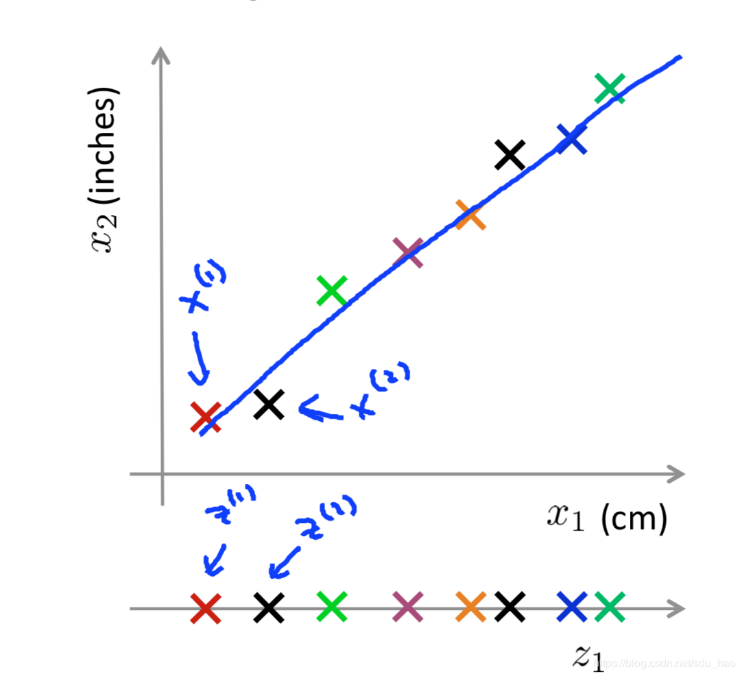 x₂ (inches)
x⁽¹⁾
x⁽²⁾
x₁ (cm)
z⁽¹⁾
z⁽²⁾
z₁
https://blog.csdn.net/sdu_hao